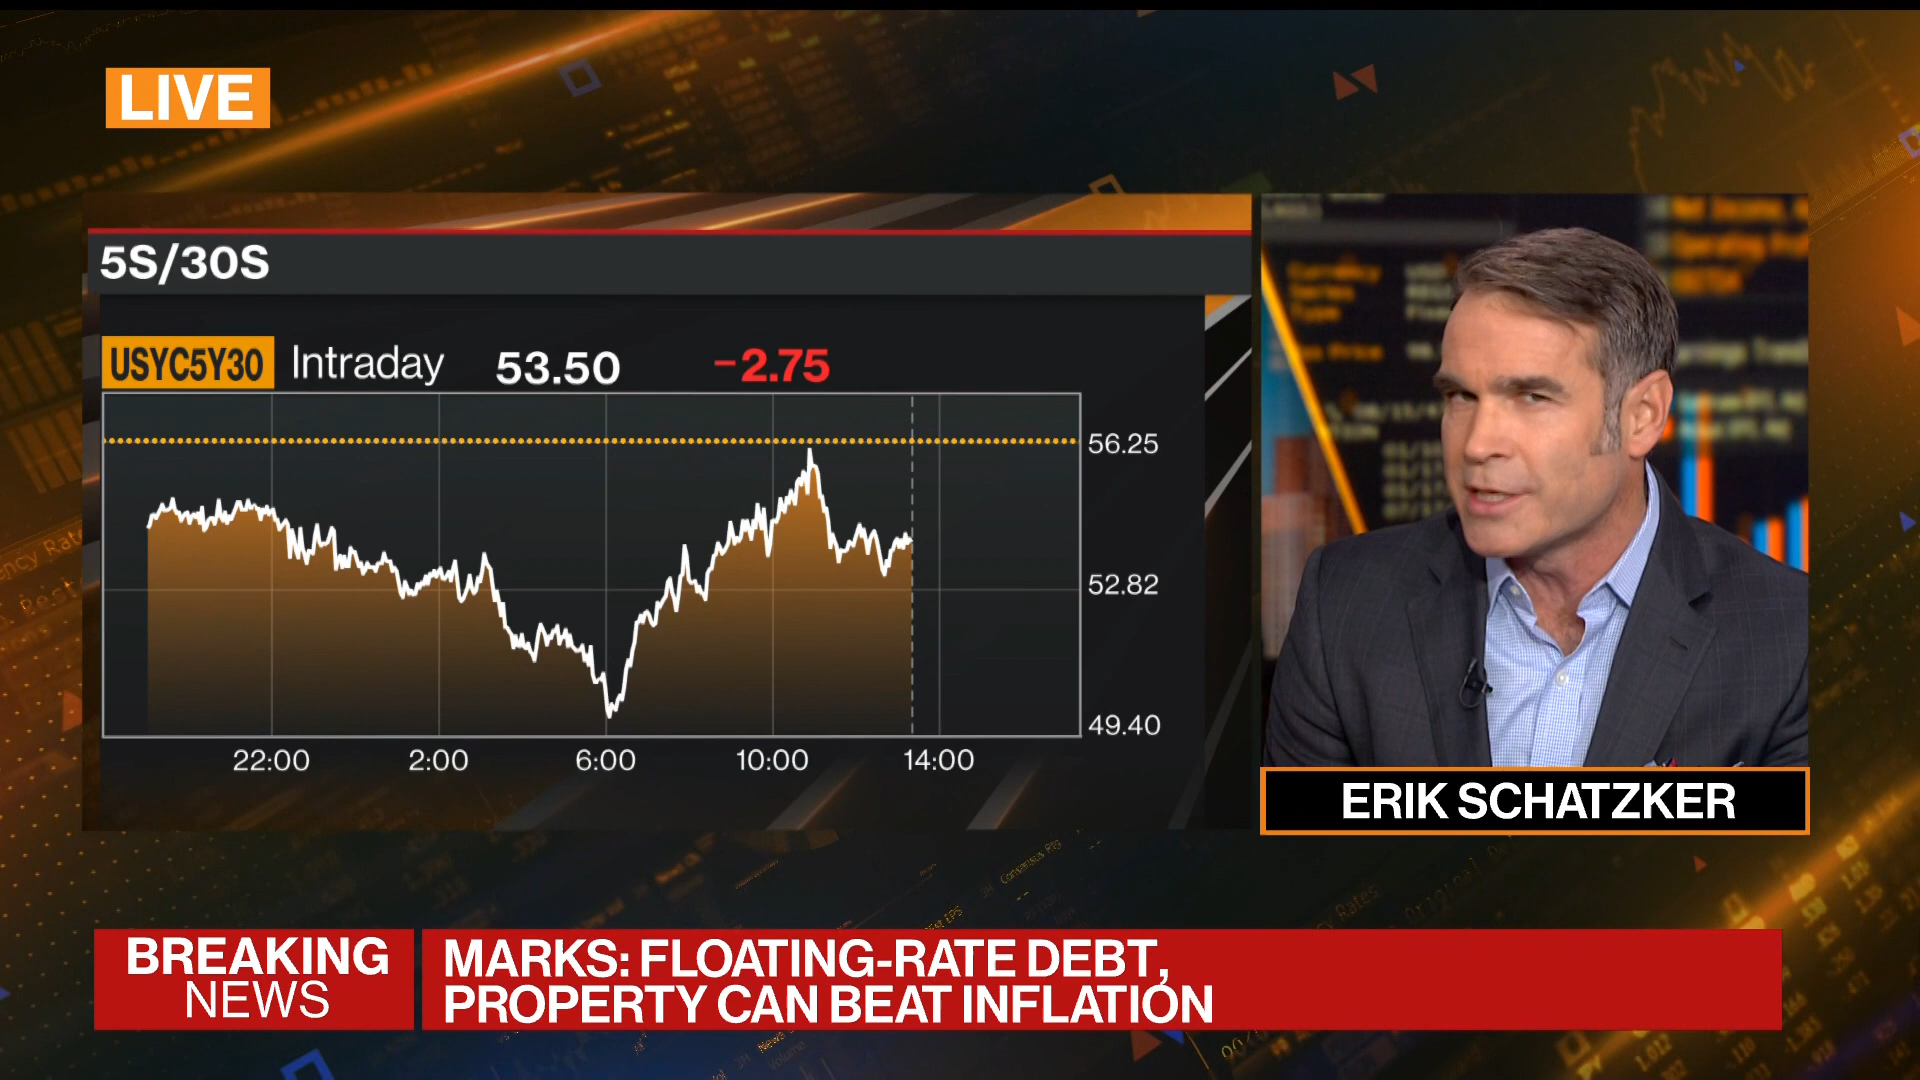 LIVE
5S/30S
USYC5Y30 Intraday 53.50 -2.75
56.25
52.82
49.40
22:00 2:00 6:00 10:00 14:00
ERIK SCHATZKER
BREAKING
NEWS
MARKS: FLOATING-RATE DEBT,
PROPERTY CAN BEAT INFLATION